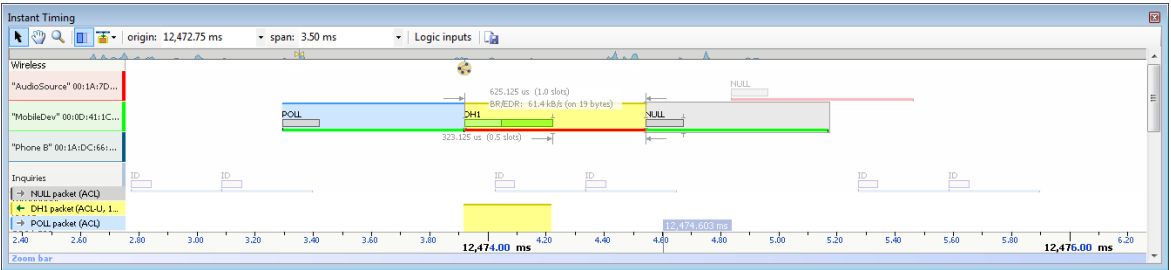 Instant Timing
origin: 12,472.75 ms span: 3.50 ms Logic inputs
Wireless
"AudioSource" 00:1A:7D...
NULL
625.125 us (1.0 slots)
BR/EDR: 61.4 kB/s (on 19 bytes)
"MobileDev" 00:0D:41:1C...
POLL DH1 NULL
323.125 us (0.5 slots)
"Phone B" 00:1A:DC:66:...
Inquiries
ID ID ID ID ID ID
→ NULL packet (ACL)
← DH1 packet (ACL-U, 1...
→ POLL packet (ACL)
12,474.603 ms
2.40 2.60 2.80 3.00 3.20 3.40 3.60 3.80 12,474.00 ms 4.20 4.40 4.60 4.80 5.00 5.20 5.40 5.60 5.80 12,476.00 ms 6.20
Zoom bar